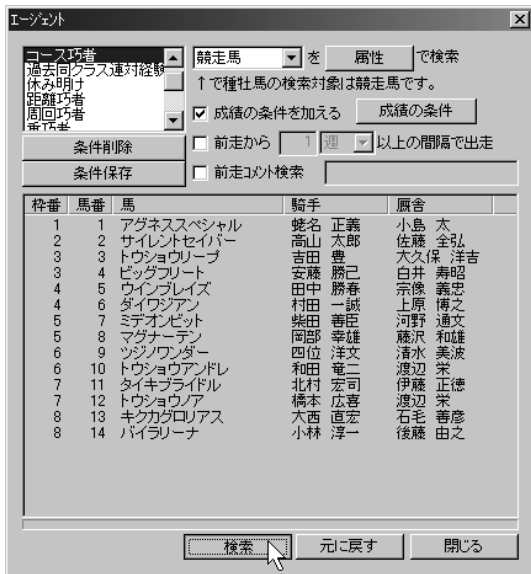 エージェント
コース巧者
過去同クラス連対経験
休み明け
距離巧者
周回巧者
重巧者
競走馬 を 属性 で検索
↑で種牡馬の検索対象は競走馬です。
成績の条件を加える 成績の条件
前走から 1 週 以上の間隔で出走
前走コメント検索
条件削除
条件保存
枠番 馬番 馬 騎手 厩舎
1 1 アグネススペシャル 蛯名 正義 小島 太
2 2 サイレントセイバー 高山 太郎 佐藤 全弘
3 3 トウショウリープ 吉田 豊 大久保 洋吉
3 4 ビッグフリート 安藤 勝己 白井 寿昭
4 5 ウインブレイズ 田中 勝春 宗像 義忠
4 6 ダイワジアン 村田 一誠 上原 博之
5 7 ミデオンビット 柴田 善臣 河野 通文
5 8 マグナーテン 岡部 幸雄 藤沢 和雄
6 9 ツジノワンダー 四位 洋文 清水 美波
6 10 トウショウアンドレ 和田 竜二 渡辺 栄
7 11 タイキブライドル 北村 宏司 伊藤 正徳
7 12 トウショウノア 橋本 広喜 渡辺 栄
8 13 キクカグロリアス 大西 直宏 石毛 善彦
8 14 バイラリーナ 小林 淳一 後藤 由之
検索 元に戻す 閉じる